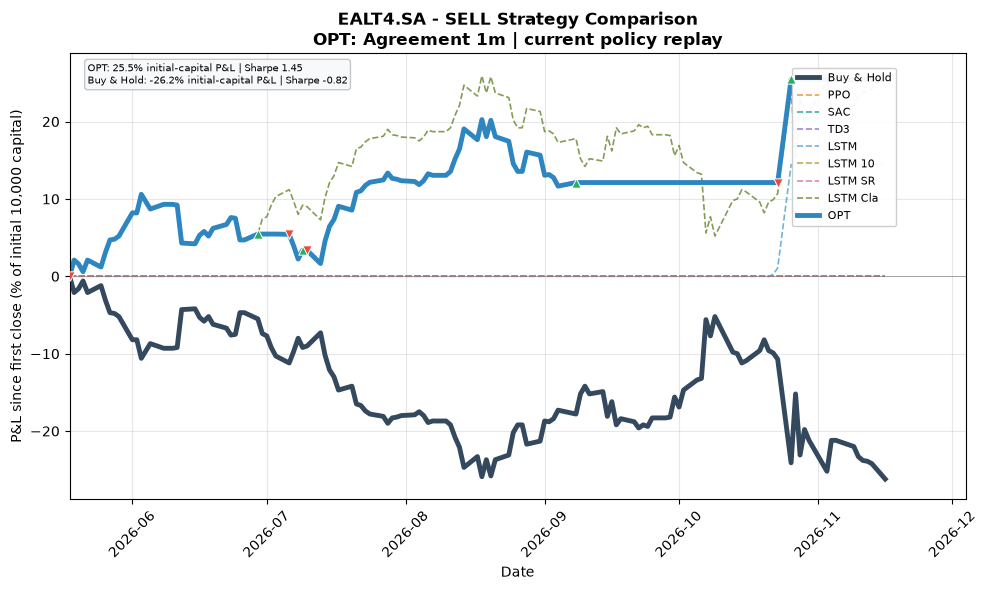 EALT4.SA - SELL Strategy Comparison
OPT: Agreement 1m | current policy replay
OPT: 25.5% initial-capital P&L | Sharpe 1.45
Buy & Hold: -26.2% initial-capital P&L | Sharpe -0.82
Buy & Hold
PPO
SAC
TD3
LSTM
LSTM 10
LSTM SR
LSTM Cla
OPT
P&L since first close (% of initial 10,000 capital)
20
10
0
−10
−20
2026-06
2026-07
2026-08
2026-09
2026-10
2026-11
2026-12
Date